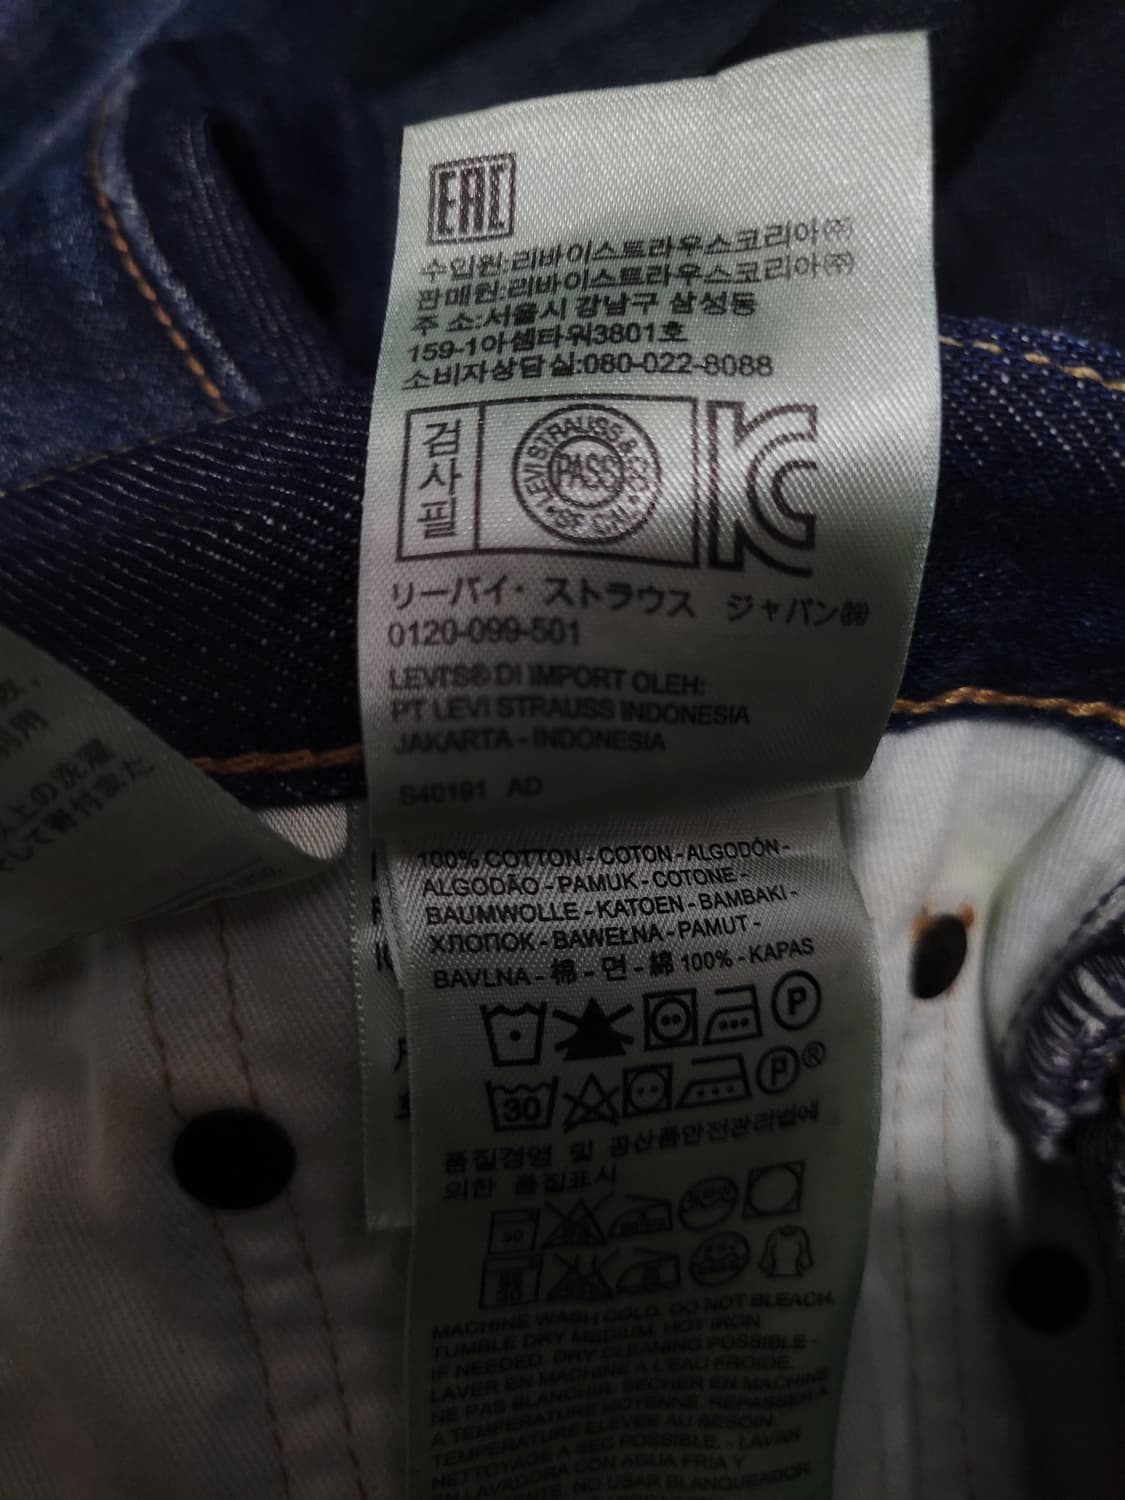 EAC
수입원:리바이스트라우스코리아㈜
판매원:리바이스트라우스코리아㈜
주 소:서울시 강남구 삼성동
159-1아셈타워3801호
소비자상담실:080-022-8088
검사필
LEVI STRAUSS & CO
PASS
OF CAL
リーバイ・ストラウス ジャパン㈱
0120-099-501
LEVI'S® DI IMPORT OLEH:
PT LEVI STRAUSS INDONESIA
JAKARTA - INDONESIA
S40191 AD
100% COTTON - COTON - ALGODÓN -
ALGODÃO - PAMUK - COTONE -
BAUMWOLLE - KATOEN - BAMBAKI -
ХЛОПОК - BAWEŁNA - PAMUT -
BAVLNA - 棉 - 면 - 綿 100% - KAPAS
P
30
P®
품질경영 및 공산품안전관리법에
의한 품질표시
30
MACHINE WASH COLD. DO NOT BLEACH.
TUMBLE DRY MEDIUM. HOT IRON
IF NEEDED. DRY CLEANING POSSIBLE -
LAVER EN MACHINE A L'EAU FROIDE.
NE PAS BLANCHIR. SECHER EN MACHINE
A TEMPERATURE MOYENNE. REPASSER A
TEMPERATURE ELEVEE AU BESOIN.
NETTOYAGE A SEC POSSIBLE. - LAVAR
EN LAVADORA CON AGUA FRIA Y
NO USAR BLANQUEADOR